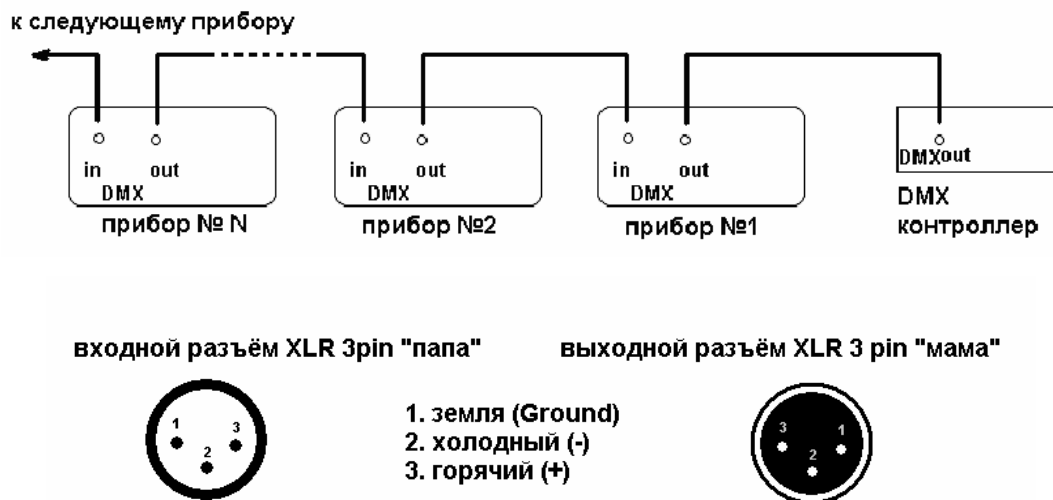 к следующему прибору
in out
DMX
прибор № N
in out
DMX
прибор №2
in out
DMX
прибор №1
DMXout
DMX
контроллер
входной разъём XLR 3pin "папа"
выходной разъём XLR 3 pin "мама"
1 3
2
1. земля (Ground)
2. холодный (-)
3. горячий (+)
3 1
2